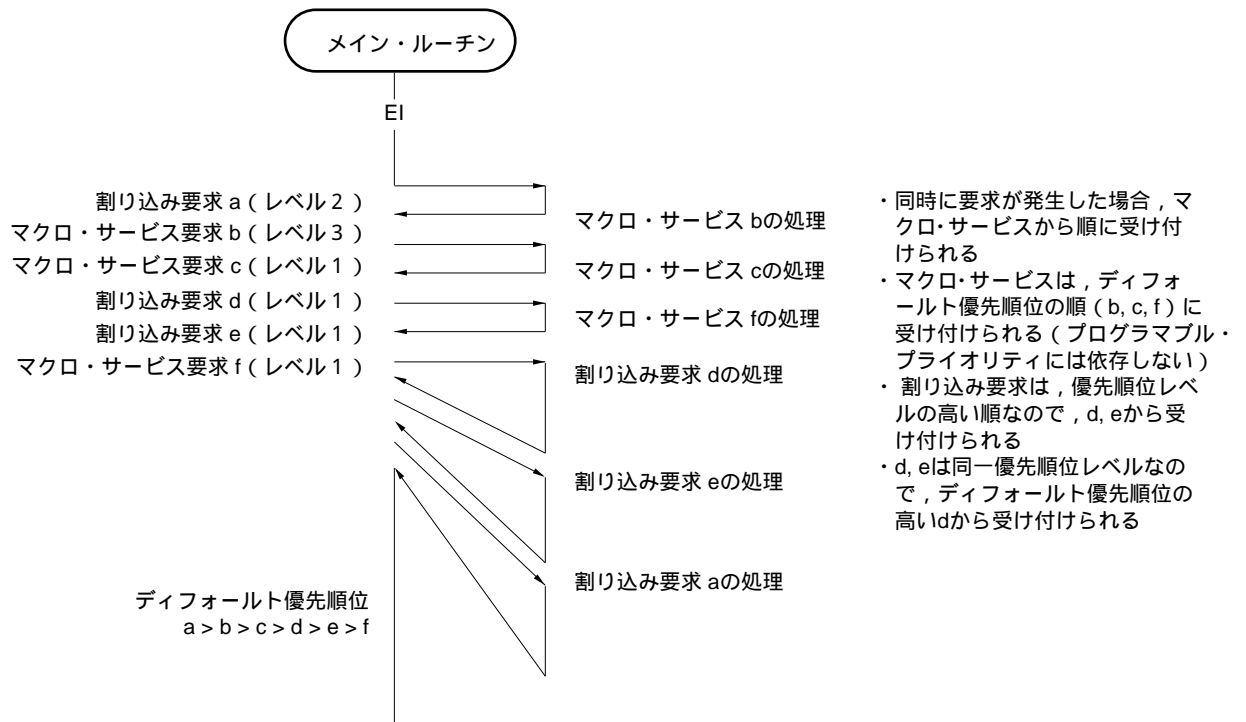 メイン・ルーチン
EI
割り込み要求 a(レベル2)
マクロ・サービス要求 b(レベル3)
マクロ・サービス要求 c(レベル1)
割り込み要求 d(レベル1)
割り込み要求 e(レベル1)
マクロ・サービス要求 f(レベル1)
マクロ・サービス bの処理
マクロ・サービス cの処理
マクロ・サービス fの処理
割り込み要求 dの処理
割り込み要求 eの処理
割り込み要求 aの処理
ディフォールト優先順位
a > b > c > d > e > f
・同時に要求が発生した場合,マ
クロ・サービスから順に受け付
けられる
・マクロ・サービスは,ディフォ
ールト優先順位の順(b, c, f)に
受け付けられる(プログラマブル・
プライオリティには依存しない)
・ 割り込み要求は,優先順位レベ
ルの高い順なので,d, eから受
け付けられる
・d, eは同一優先順位レベルなの
で,ディフォールト優先順位の
高いdから受け付けられる